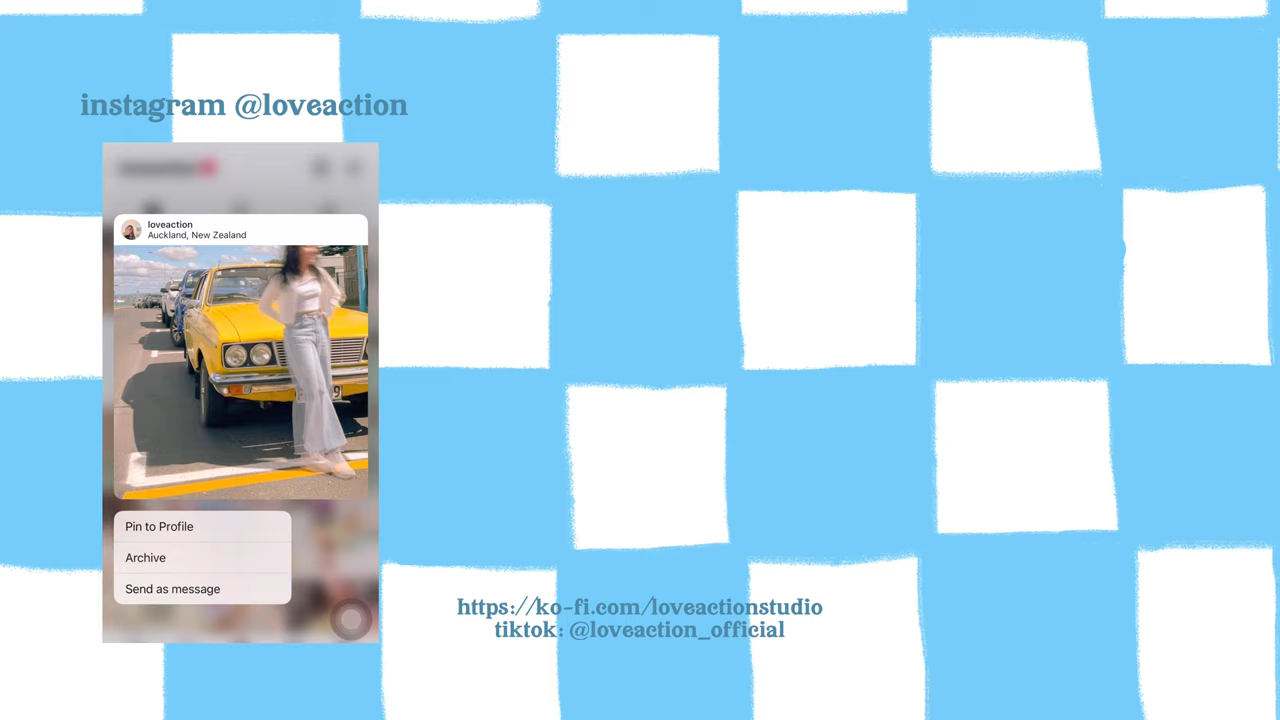 instagram @loveaction
loveaction
Auckland, New Zealand
Pin to Profile
Archive
Send as message
https://ko-fi.com/loveactionstudio
tiktok: @loveaction_official